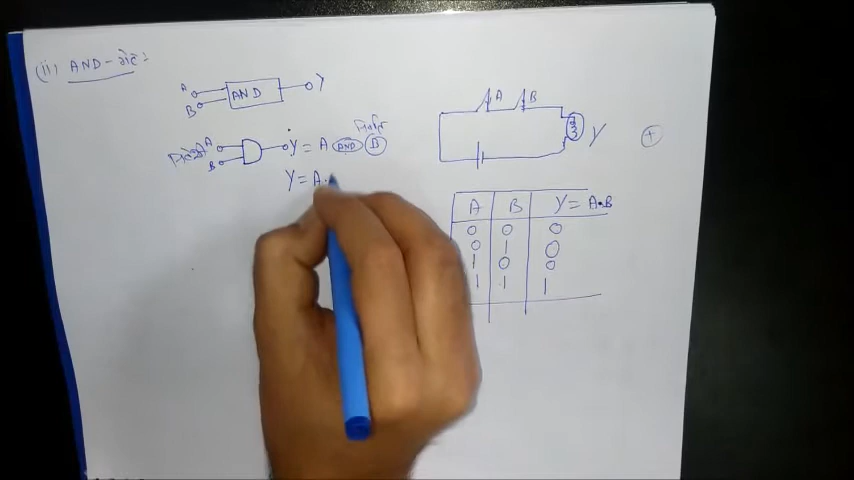 (ii) AND-गेट:
A
B
AND
Y
A
B
Y = A AND B
Y = A.
A B
Y
+
A B Y = A•B
0 0 0
0 1 0
1 0 0
1 1 1